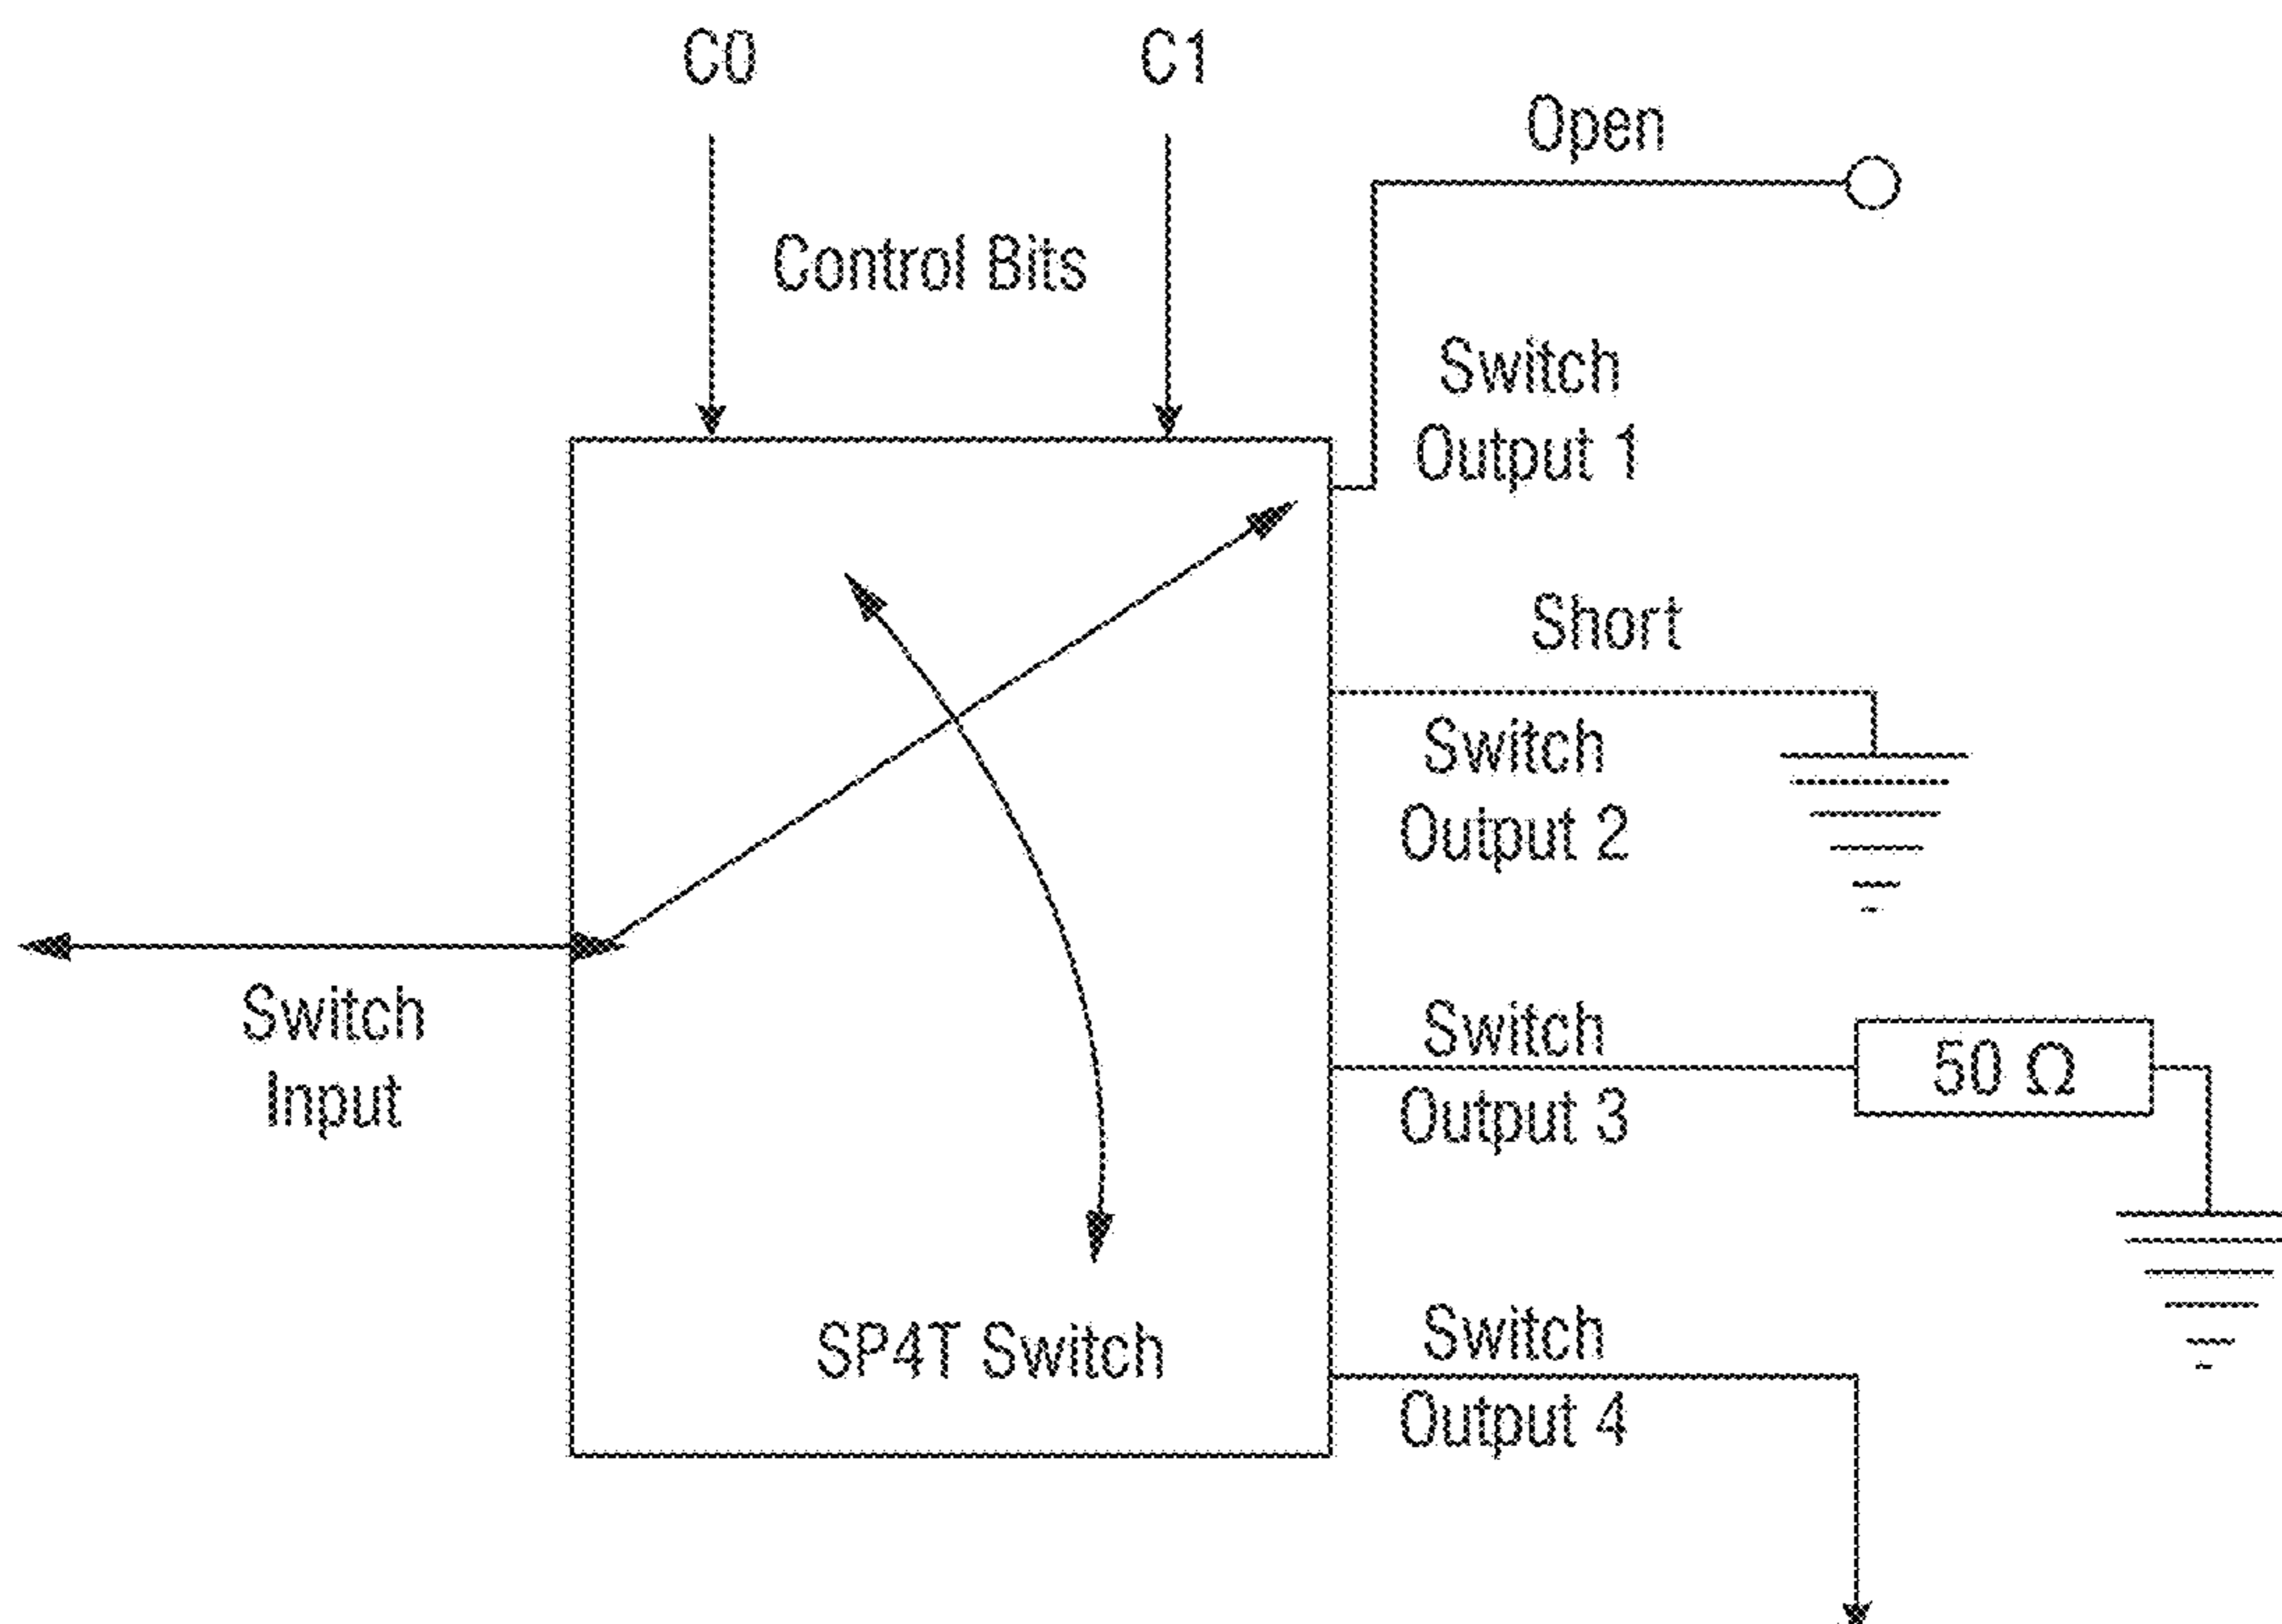 C0
C1
Open
Control Bits
Switch
Output 1
Short
Switch
Output 2
Switch
Input
Switch
Output 3
50 Ω
SP4T Switch
Switch
Output 4